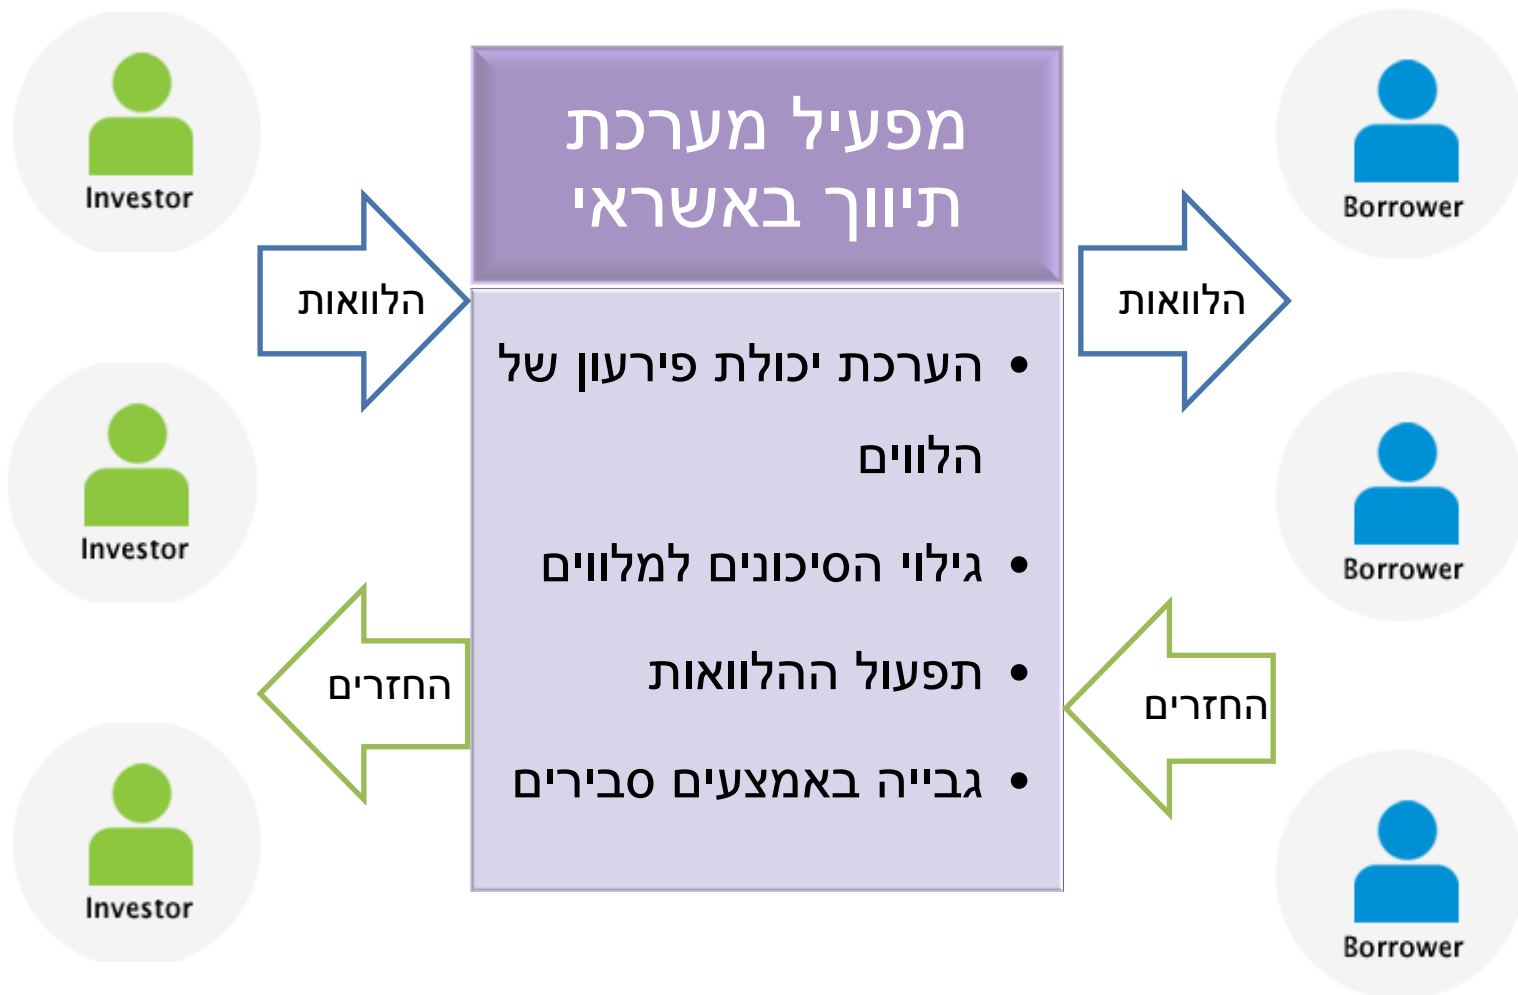 מפעיל מערכת
תיווך באשראי
Investor
Borrower
הלוואות
הלוואות
• הערכת יכולת פירעון של
הלווים
Investor
Borrower
• גילוי הסיכונים למלווים
• תפעול ההלוואות
החזרים
החזרים
• גבייה באמצעים סבירים
Investor
Borrower